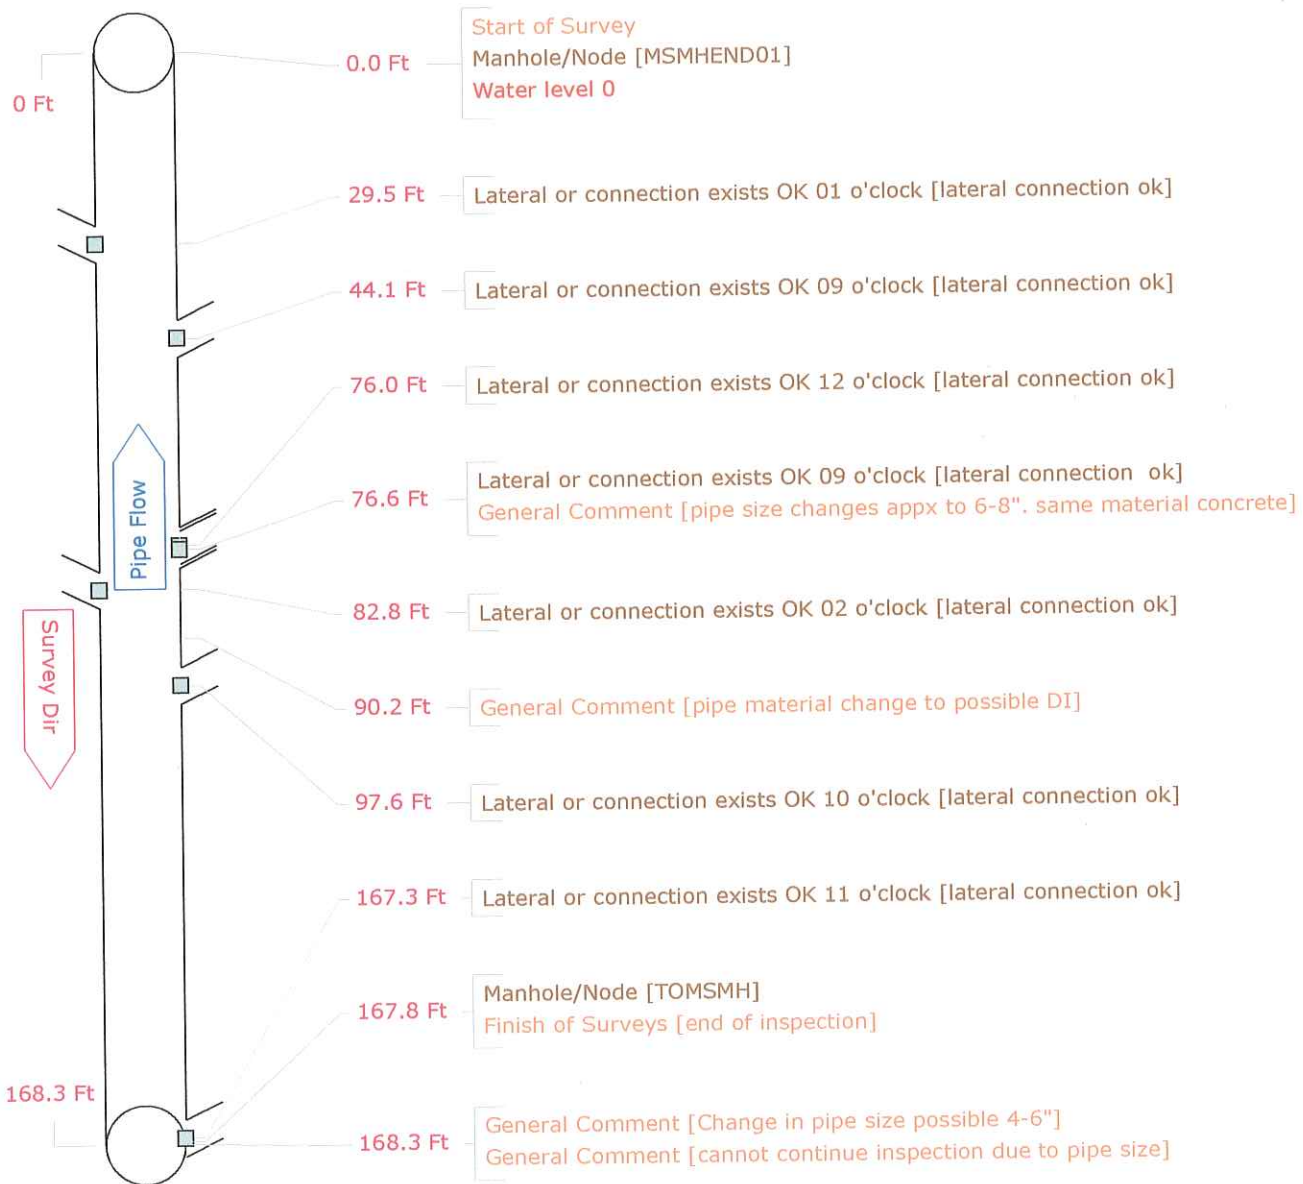 0 Ft
0.0 Ft
Start of Survey
Manhole/Node [MSMHEND01]
Water level 0
29.5 Ft
Lateral or connection exists OK 01 o'clock [lateral connection ok]
44.1 Ft
Lateral or connection exists OK 09 o'clock [lateral connection ok]
76.0 Ft
Lateral or connection exists OK 12 o'clock [lateral connection ok]
76.6 Ft
Lateral or connection exists OK 09 o'clock [lateral connection  ok]
General Comment [pipe size changes appx to 6-8". same material concrete]
Pipe Flow
82.8 Ft
Lateral or connection exists OK 02 o'clock [lateral connection ok]
Survey Dir
90.2 Ft
General Comment [pipe material change to possible DI]
97.6 Ft
Lateral or connection exists OK 10 o'clock [lateral connection ok]
167.3 Ft
Lateral or connection exists OK 11 o'clock [lateral connection ok]
167.8 Ft
Manhole/Node [TOMSMH]
Finish of Surveys [end of inspection]
168.3 Ft
168.3 Ft
General Comment [Change in pipe size possible 4-6"]
General Comment [cannot continue inspection due to pipe size]